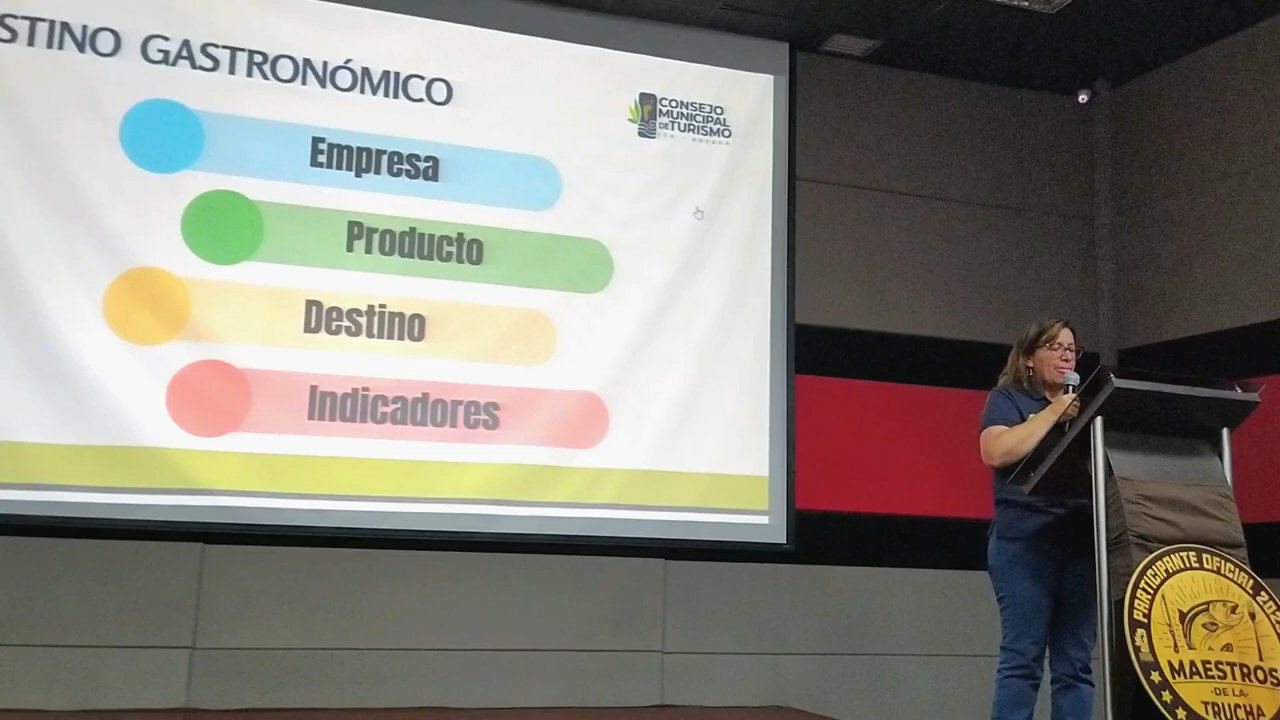 STINO GASTRONÓMICO
CONSEJO
MUNICIPAL
DE TURISMO
Empresa
Producto
Destino
Indicadores
PARTICIPANTE OFICIAL
MAESTROS
DE LA
TRUCHA